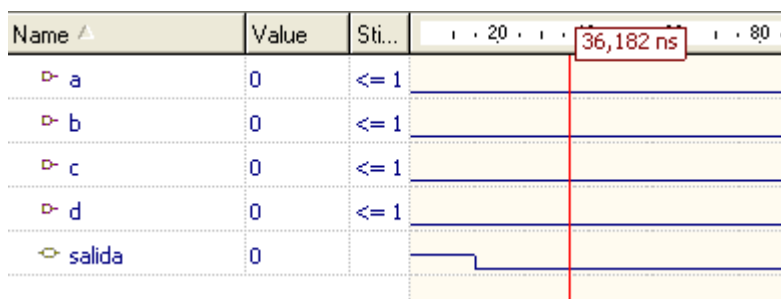 Name Value Sti... 20 80
36,182 ns
a 0 <= 1
b 0 <= 1
c 0 <= 1
d 0 <= 1
salida 0